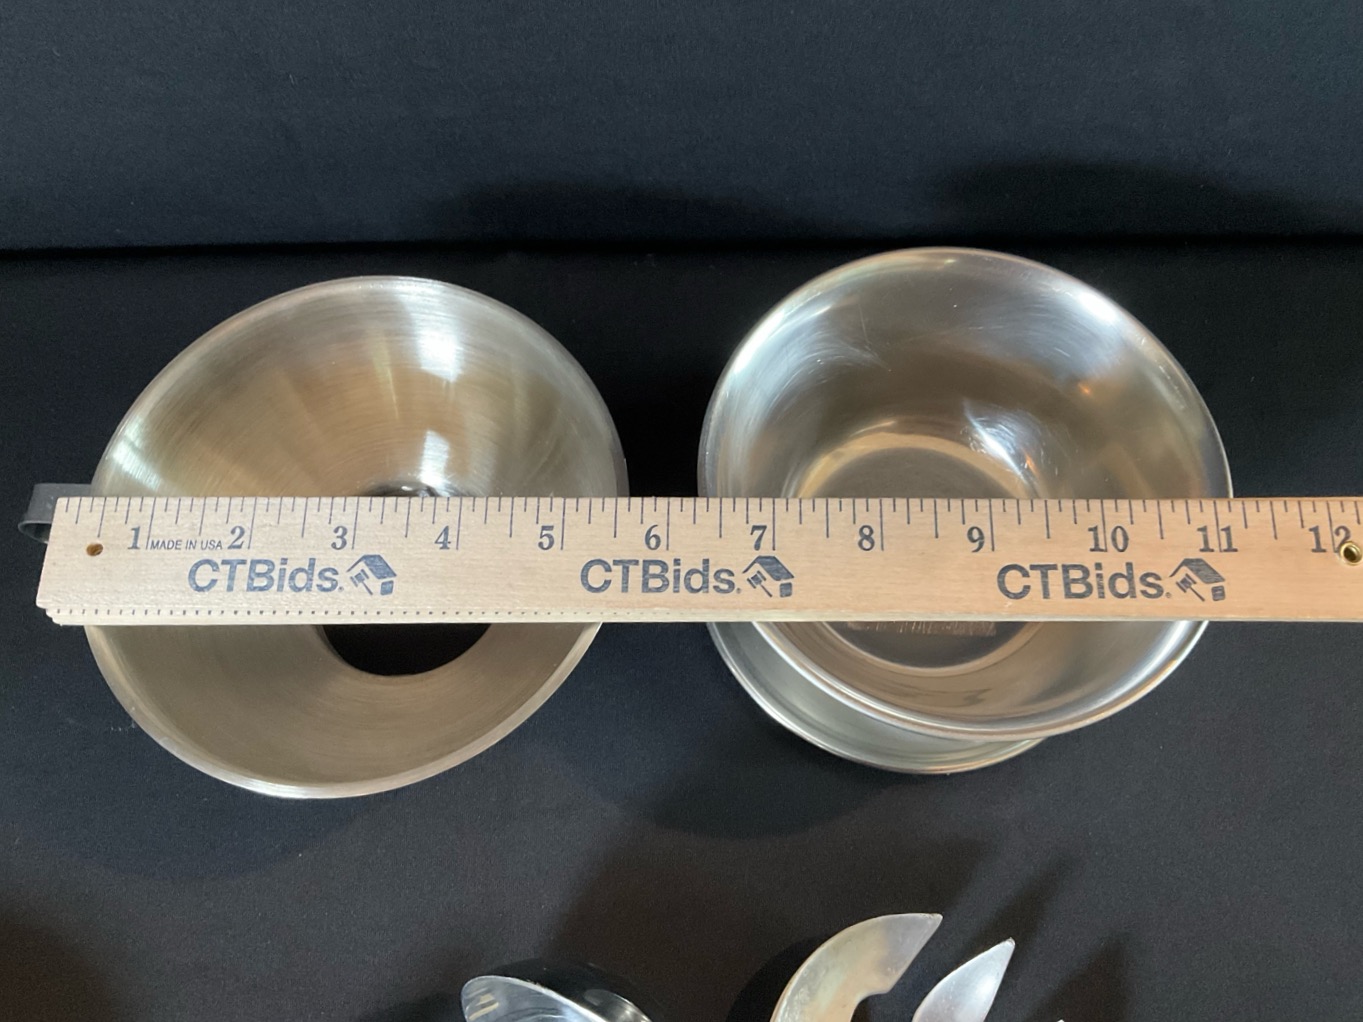 1 2 3 4 5 6 7 8 9 10 11 12
MADE IN USA
CTBids. CTBids. CTBids.